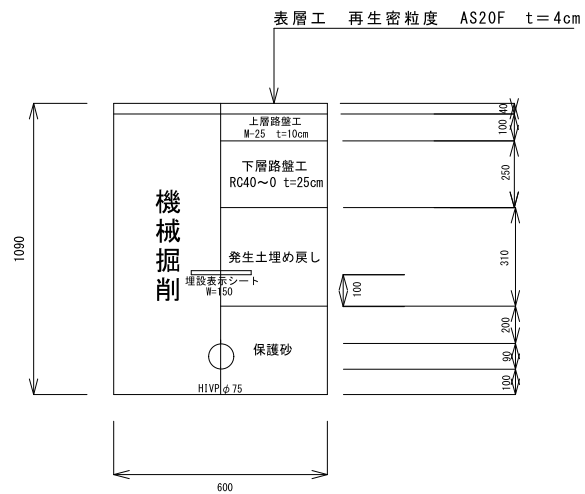 表層工　再生密粒度　AS20F　t＝4cm
上層路盤工
M-25　t=10cm
下層路盤工
RC40～0 t=25cm
機械掘削
発生土埋め戻し
埋設表示シート
W=150
保護砂
HIVPφ75
1090
600
40
100
250
310
100
200
90
100